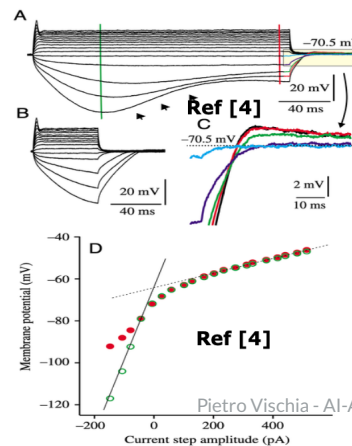 A
−70.5 mV
20 mV
40 ms
Ref [4]
B
C
−70.5 mV
20 mV
40 ms
2 mV
10 ms
D
Membrane potential (mV)
−40
−60
−80
−100
−120
Ref [4]
−200
0
200
400
600
Pietro Vischia - AI-A
Current step amplitude (pA)